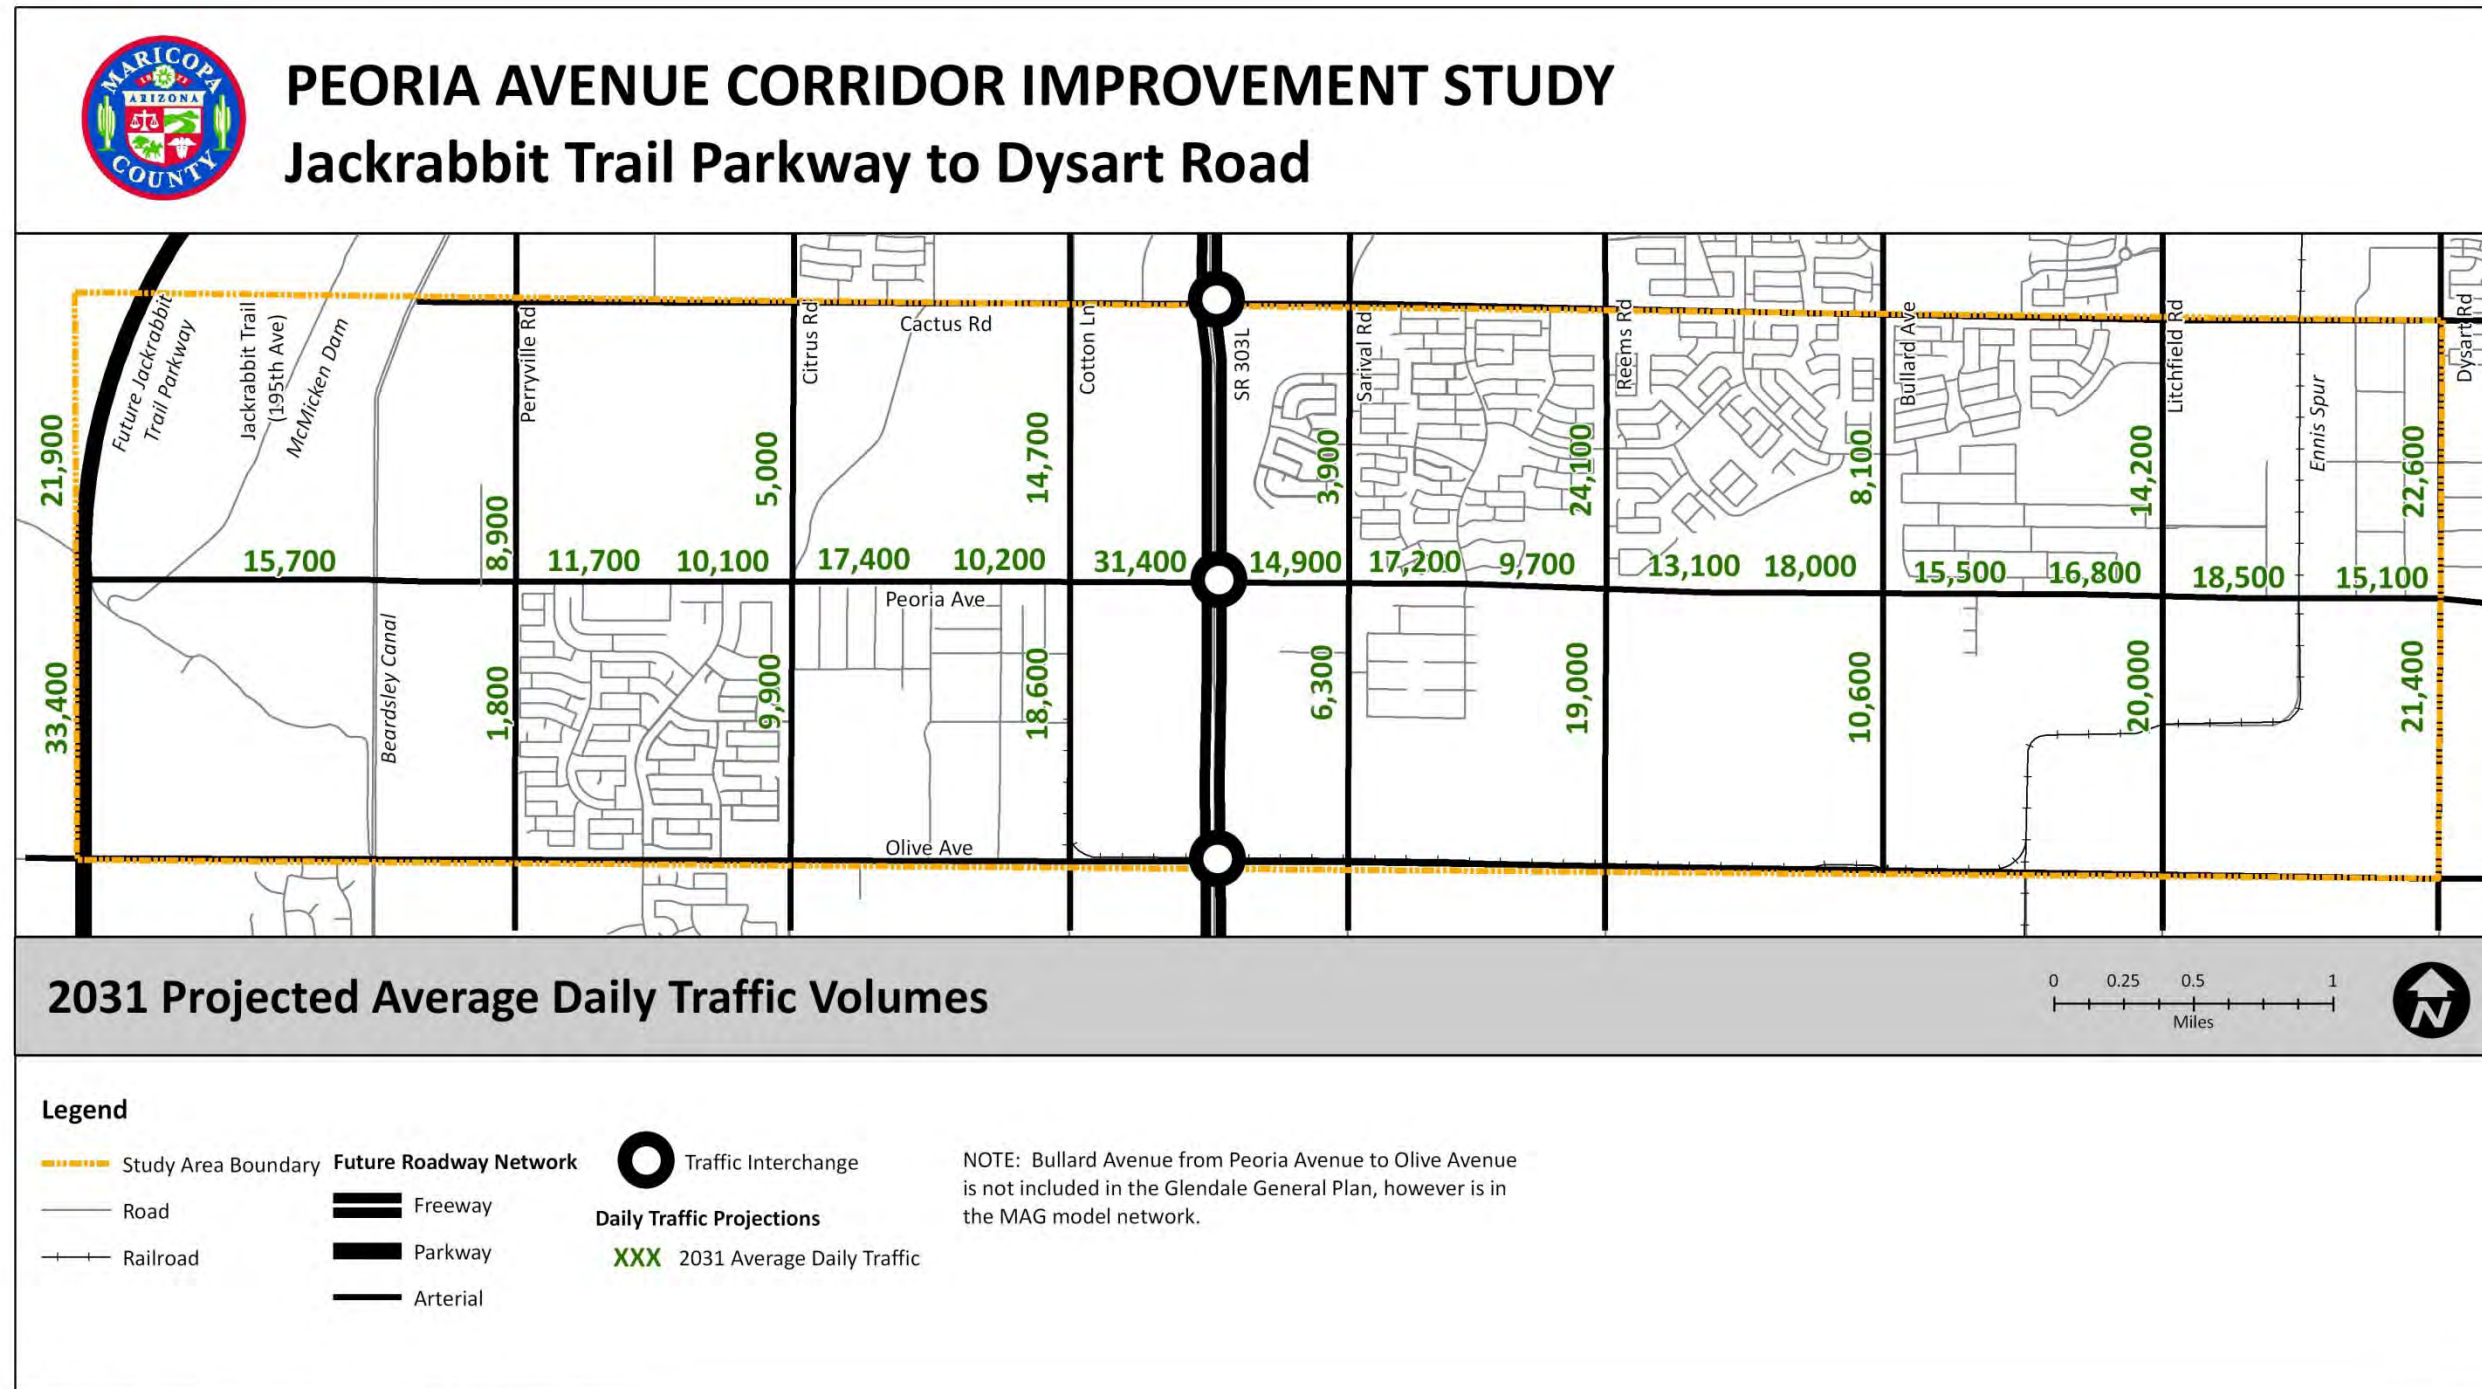 MARICOPA
1871
ARIZONA
COUNTY
PEORIA AVENUE CORRIDOR IMPROVEMENT STUDY
Jackrabbit Trail Parkway to Dysart Road
Future Jackrabbit
Trail Parkway
Jackrabbit Trail
(195th Ave)
McMicken Dam
Perryville Rd
Citrus Rd
Cactus Rd
Cotton Ln
SR 303L
Sarival Rd
Reems Rd
Bullard Ave
Litchfield Rd
Ennis Spur
Dysart Rd
21,900
8,900
5,000
14,700
3,900
24,100
8,100
14,200
22,600
15,700
11,700
10,100
17,400
10,200
31,400
14,900
17,200
9,700
13,100
18,000
15,500
16,800
18,500
15,100
Peoria Ave
33,400
Beardsley Canal
1,800
9,900
18,600
6,300
19,000
10,600
20,000
21,400
Olive Ave
2031 Projected Average Daily Traffic Volumes
0 0.25 0.5 1
Miles
N
Legend
Study Area Boundary
Road
Railroad
Future Roadway Network
Freeway
Parkway
Arterial
Traffic Interchange
Daily Traffic Projections
XXX 2031 Average Daily Traffic
NOTE: Bullard Avenue from Peoria Avenue to Olive Avenue
is not included in the Glendale General Plan, however is in
the MAG model network.